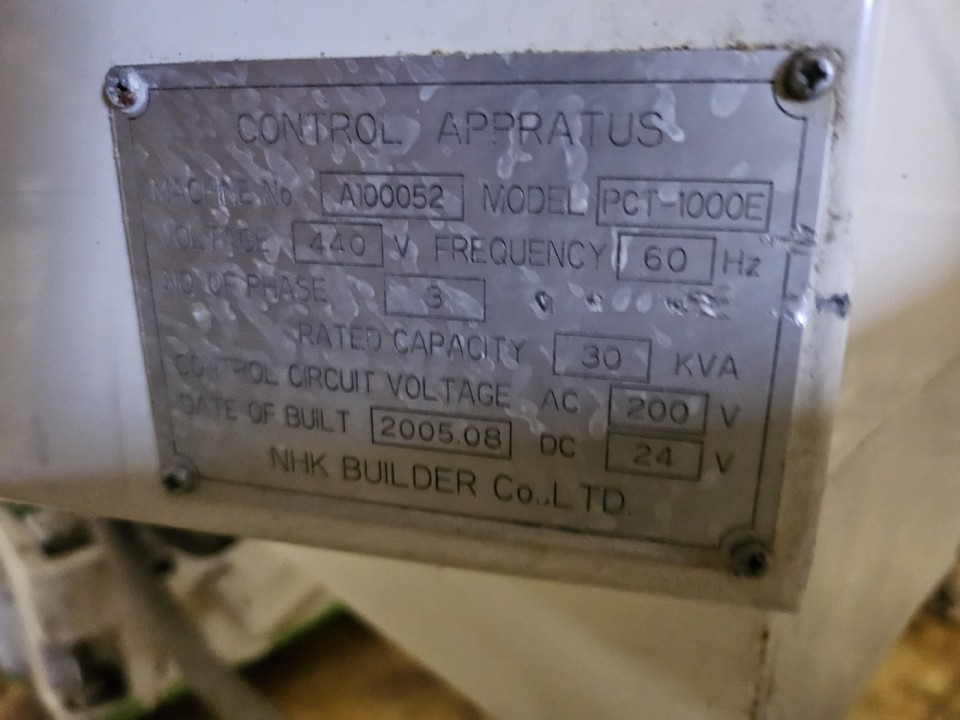 CONTROL APPRATUS
MACHINE No. A100052 MODEL PCT-1000E
VOLTAGE 440 V FREQUENCY 60 Hz
NO. OF PHASE 3
RATED CAPACITY 30 KVA
CONTROL CIRCUIT VOLTAGE AC 200 V
DATE OF BUILT 2005.08 DC 24 V
NHK BUILDER Co.,LTD.